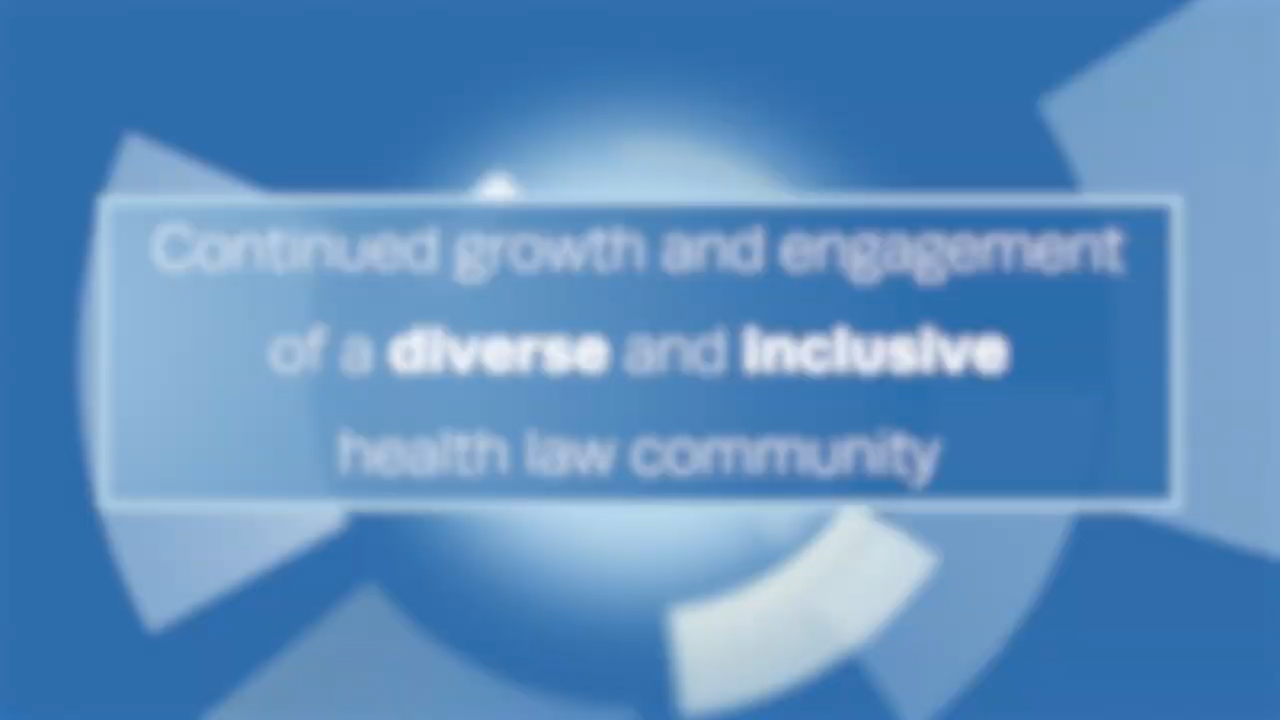 Continued growth and engagement
of a diverse and inclusive
health law community